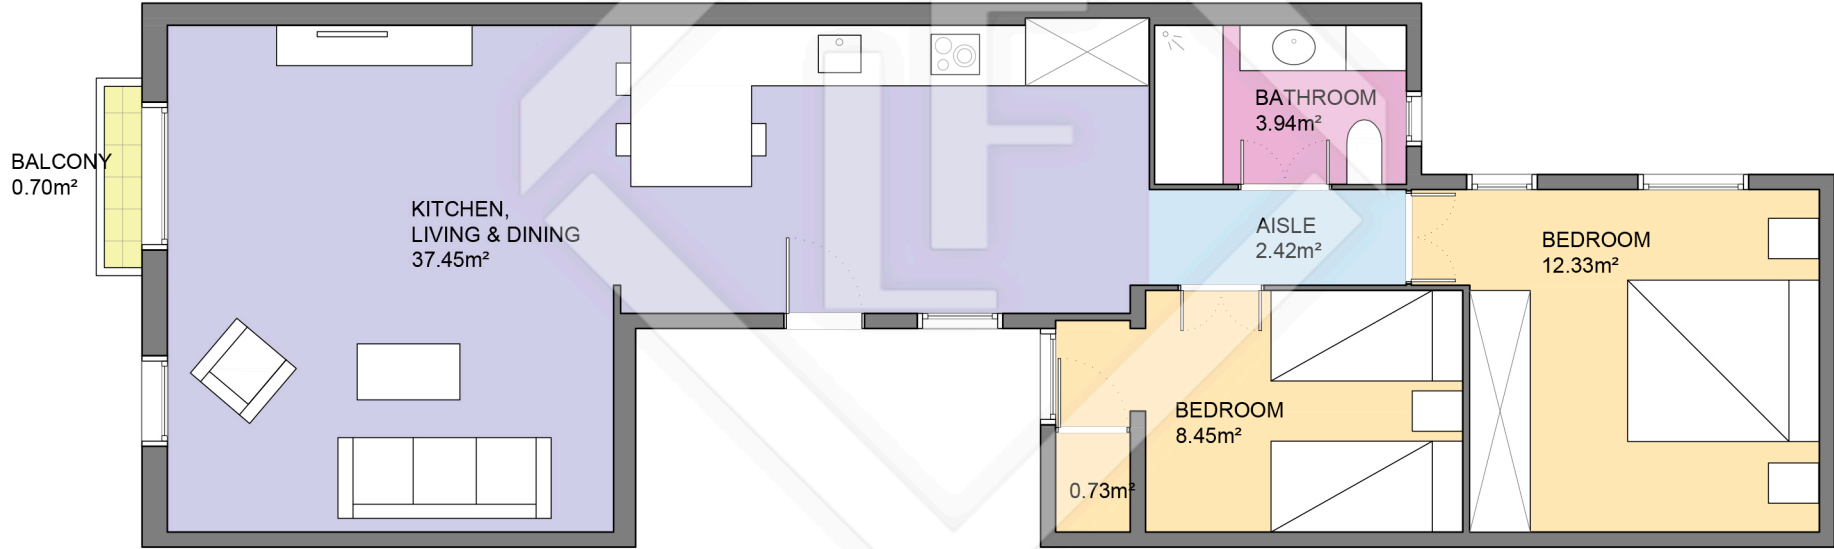 BALCONY
0.70m²
KITCHEN,
LIVING & DINING
37.45m²
BATHROOM
3.94m²
AISLE
2.42m²
BEDROOM
12.33m²
BEDROOM
8.45m²
0.73m²